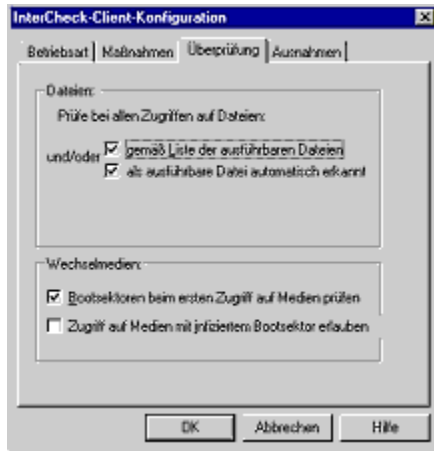 InterCheck-Client-Konfiguration
Betriebsart Maßnahmen Überprüfung Ausnahmen
Dateien:
Prüfe bei allen Zugriffen auf Dateien:
gemäß Liste der ausführbaren Dateien
und/oder
als ausführbare Datei automatisch erkannt
Wechselmedien:
Bootsektoren beim ersten Zugriff auf Medien prüfen
Zugriff auf Medien mit infiziertem Bootsektor erlauben
OK Abbrechen Hilfe